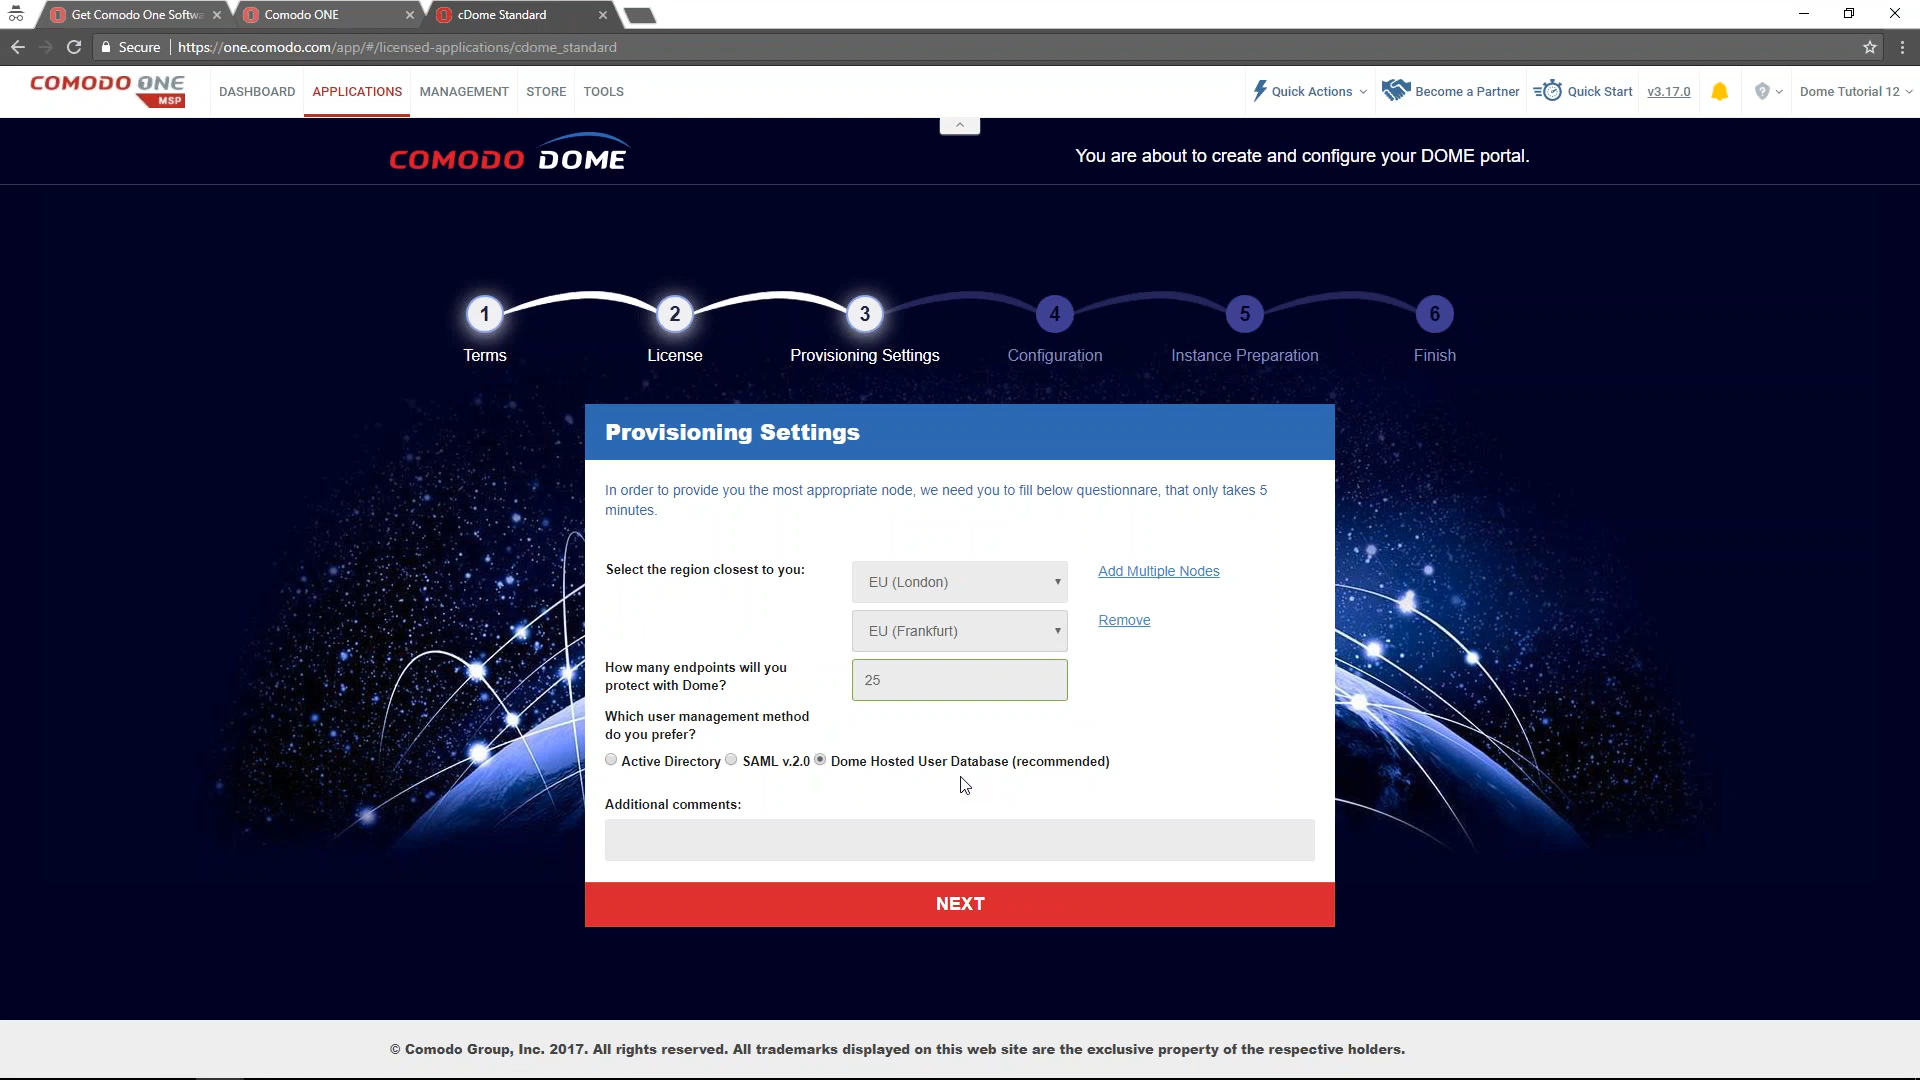 Get Comodo One Softwa
Comodo ONE
cDome Standard
Secure
https://one.comodo.com/app/#/licensed-applications/cdome_standard
COMODO ONE
MSP
DASHBOARD
APPLICATIONS
MANAGEMENT
STORE
TOOLS
Quick Actions
Become a Partner
Quick Start
v3.17.0
?
Dome Tutorial 12
COMODO DOME
You are about to create and configure your DOME portal.
1
2
3
4
5
6
Terms
License
Provisioning Settings
Configuration
Instance Preparation
Finish
Provisioning Settings
In order to provide you the most appropriate node, we need you to fill below questionnare, that only takes 5
minutes.
Select the region closest to you:
EU (London)
Add Multiple Nodes
EU (Frankfurt)
Remove
How many endpoints will you
protect with Dome?
25
Which user management method
do you prefer?
Active Directory
SAML v.2.0
Dome Hosted User Database (recommended)
Additional comments:
NEXT
© Comodo Group, Inc. 2017. All rights reserved. All trademarks displayed on this web site are the exclusive property of the respective holders.